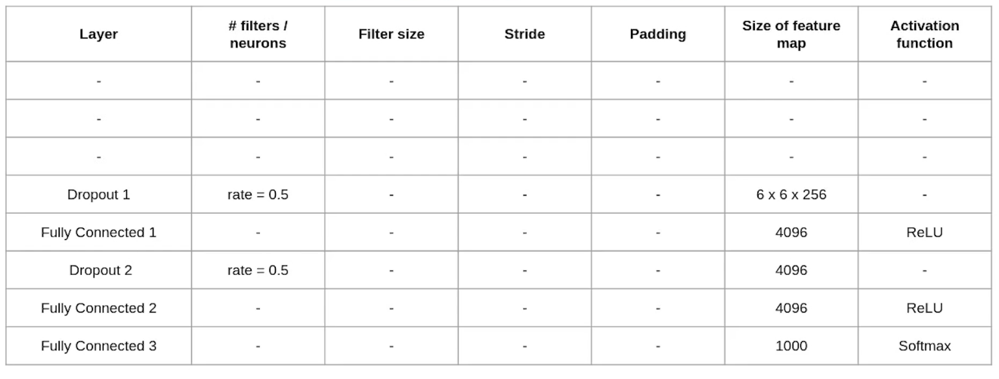 Layer # filters / neurons Filter size Stride Padding Size of feature map Activation function
- - - - - - -
- - - - - - -
- - - - - - -
Dropout 1 rate = 0.5 - - - 6 x 6 x 256 -
Fully Connected 1 - - - - 4096 ReLU
Dropout 2 rate = 0.5 - - - 4096 -
Fully Connected 2 - - - - 4096 ReLU
Fully Connected 3 - - - - 1000 Softmax